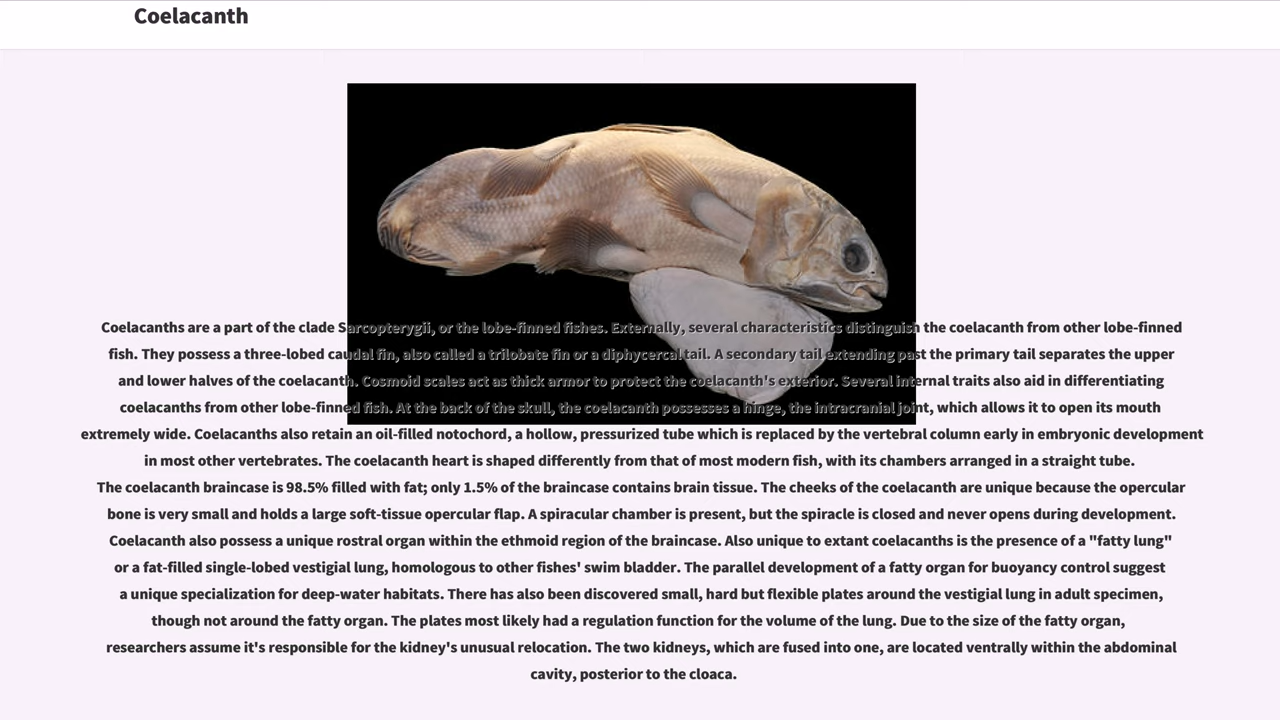 Coelacanth
Coelacanths are a part of the clade Sarcopterygii, or the lobe-finned fishes. Externally, several characteristics distinguish the coelacanth from other lobe-finned
fish. They possess a three-lobed caudal fin, also called a trilobate fin or a diphycercal tail. A secondary tail extending past the primary tail separates the upper
and lower halves of the coelacanth. Cosmoid scales act as thick armor to protect the coelacanth's exterior. Several internal traits also aid in differentiating
coelacanths from other lobe-finned fish. At the back of the skull, the coelacanth possesses a hinge, the intracranial joint, which allows it to open its mouth
extremely wide. Coelacanths also retain an oil-filled notochord, a hollow, pressurized tube which is replaced by the vertebral column early in embryonic development
in most other vertebrates. The coelacanth heart is shaped differently from that of most modern fish, with its chambers arranged in a straight tube.
The coelacanth braincase is 98.5% filled with fat; only 1.5% of the braincase contains brain tissue. The cheeks of the coelacanth are unique because the opercular
bone is very small and holds a large soft-tissue opercular flap. A spiracular chamber is present, but the spiracle is closed and never opens during development.
Coelacanth also possess a unique rostral organ within the ethmoid region of the braincase. Also unique to extant coelacanths is the presence of a "fatty lung"
or a fat-filled single-lobed vestigial lung, homologous to other fishes' swim bladder. The parallel development of a fatty organ for buoyancy control suggest
a unique specialization for deep-water habitats. There has also been discovered small, hard but flexible plates around the vestigial lung in adult specimen,
though not around the fatty organ. The plates most likely had a regulation function for the volume of the lung. Due to the size of the fatty organ,
researchers assume it's responsible for the kidney's unusual relocation. The two kidneys, which are fused into one, are located ventrally within the abdominal
cavity, posterior to the cloaca.